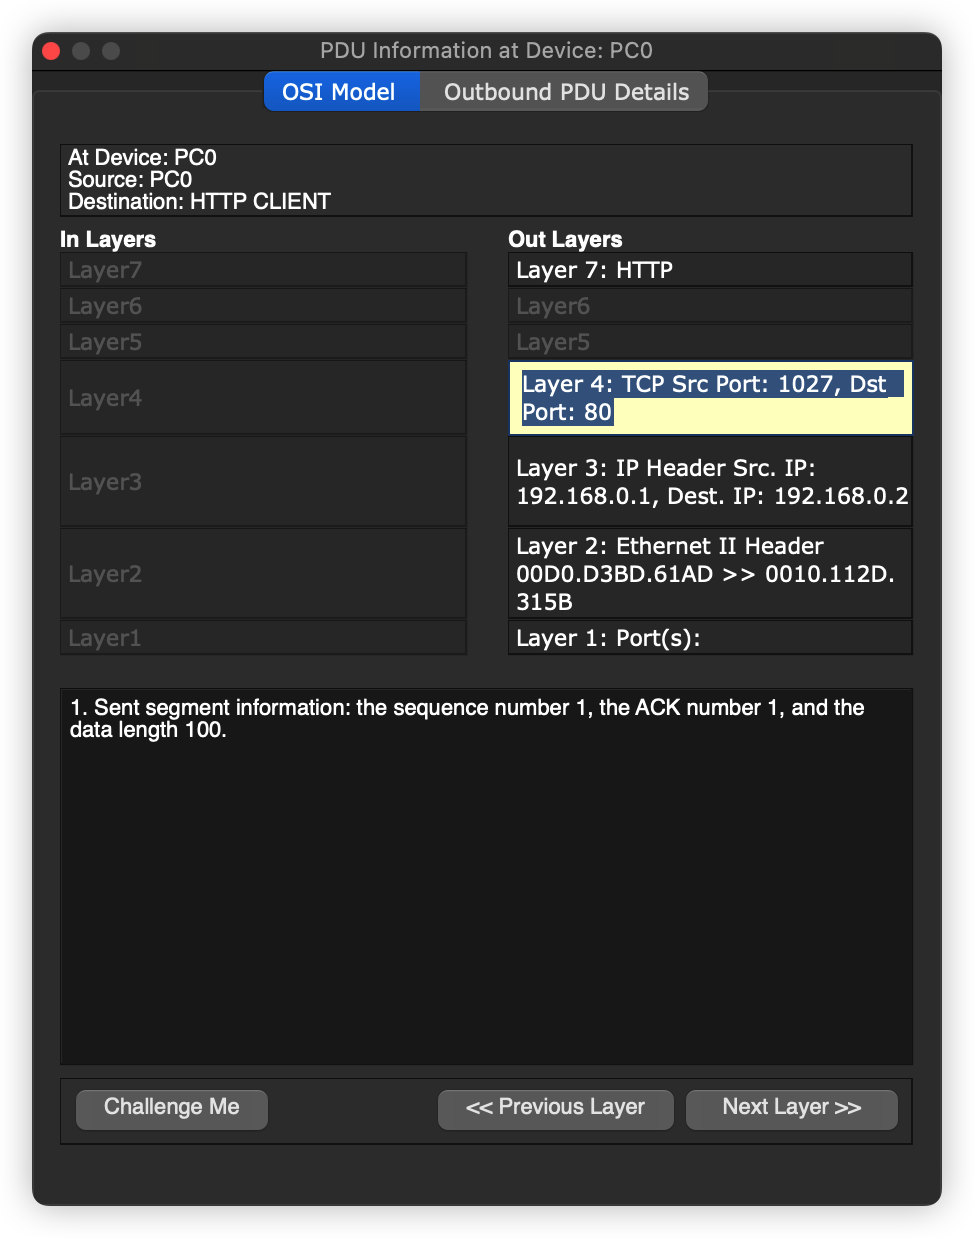 PDU Information at Device: PC0
OSI Model
Outbound PDU Details
At Device: PC0
Source: PC0
Destination: HTTP CLIENT
In Layers
Layer7
Layer6
Layer5
Layer4
Layer3
Layer2
Layer1
Out Layers
Layer 7: HTTP
Layer6
Layer5
Layer 4: TCP Src Port: 1027, Dst
Port: 80
Layer 3: IP Header Src. IP:
192.168.0.1, Dest. IP: 192.168.0.2
Layer 2: Ethernet II Header
00D0.D3BD.61AD >> 0010.112D.
315B
Layer 1: Port(s):
1. Sent segment information: the sequence number 1, the ACK number 1, and the
data length 100.
Challenge Me
<< Previous Layer
Next Layer >>